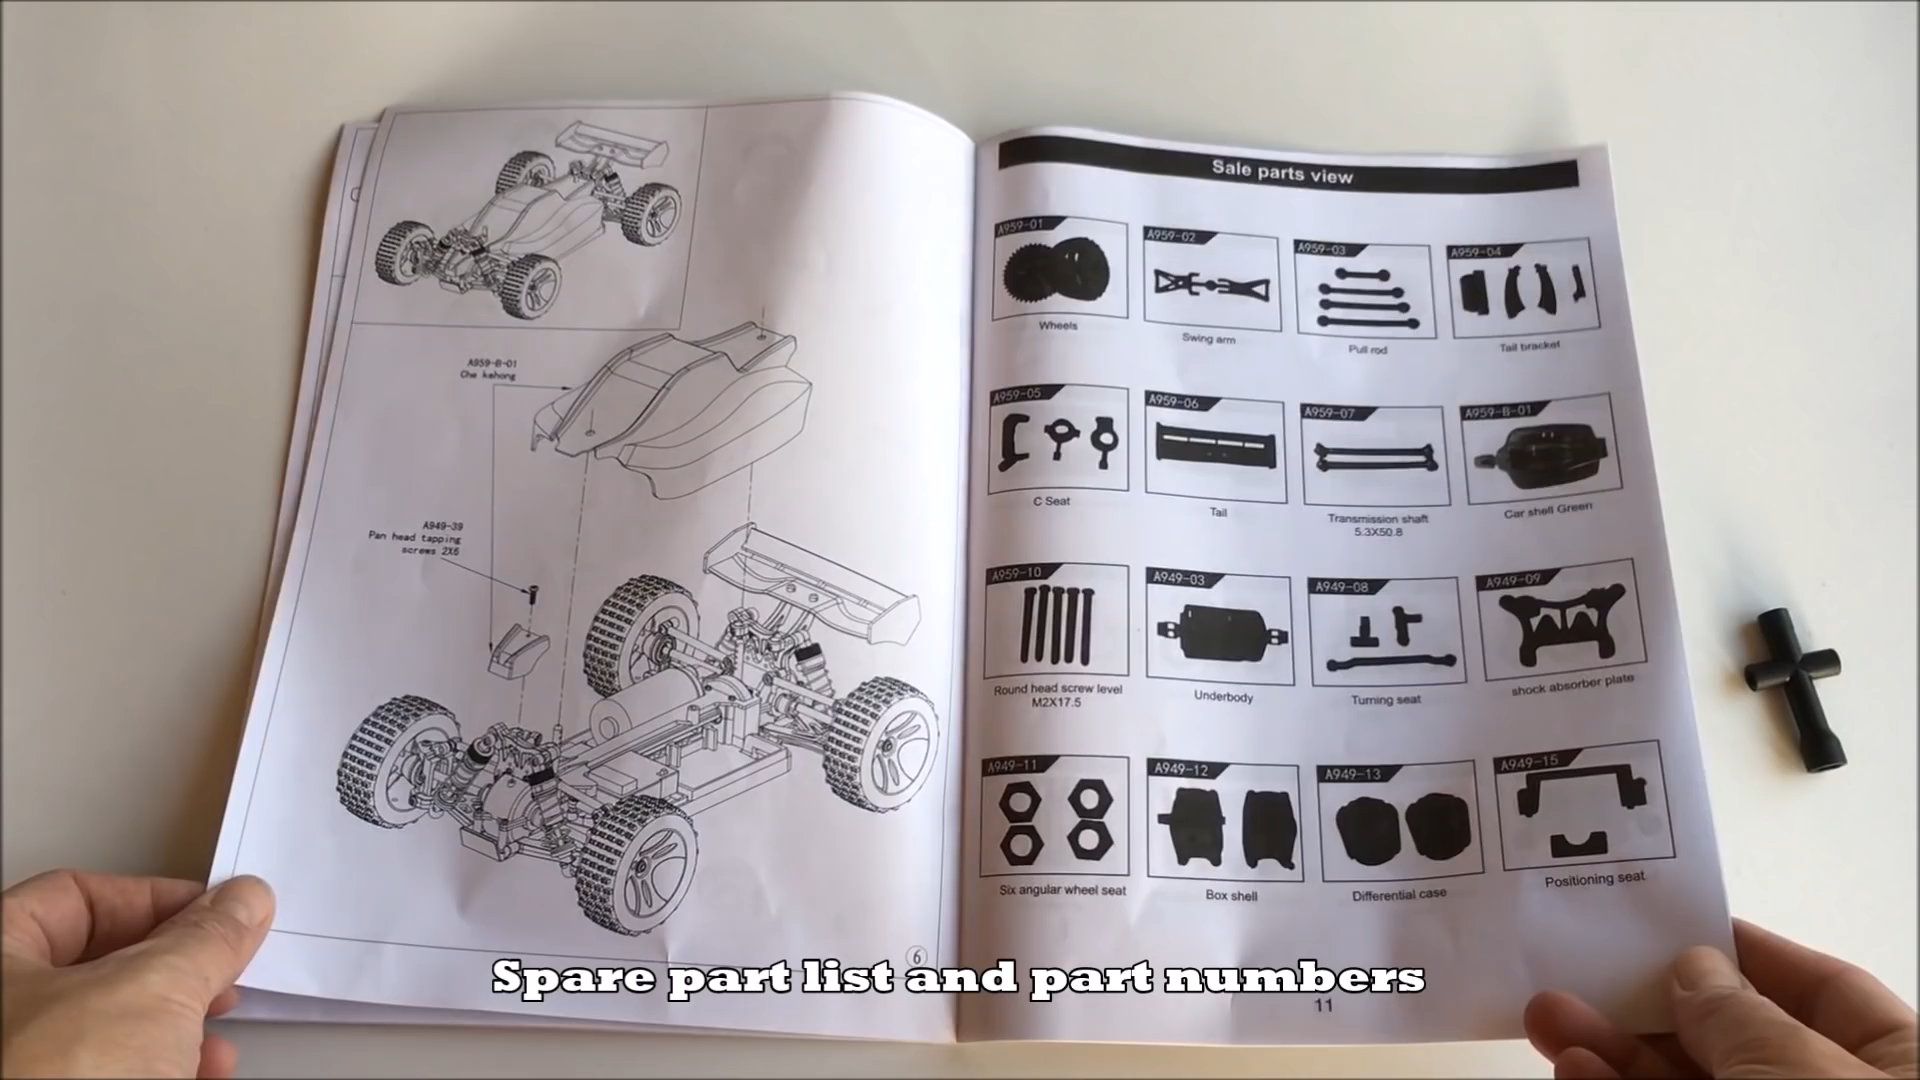 A959-B-01
Che kehong
A949-39
Pan head tapping
screws 2X6
6
Sale parts view
A959-01
Wheels
A959-02
Swing arm
A959-03
Pull rod
A959-04
Tail bracket
A959-05
C Seat
A959-06
Tail
A959-07
Transmission shaft
5.3X50.8
A959-B-01
Car shell Green
A959-10
Round head screw level
M2X17.5
A949-03
Underbody
A949-08
Turning seat
A949-09
shock absorber plate
A949-11
Six angular wheel seat
A949-12
Box shell
A949-13
Differential case
A949-15
Positioning seat
Spare part list and part numbers
11